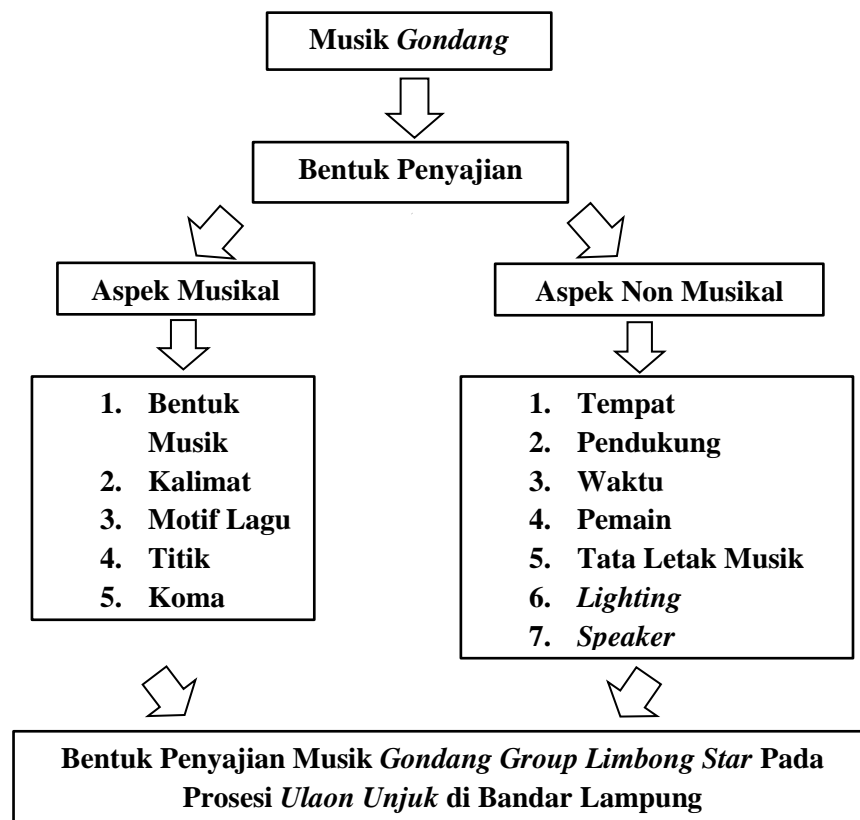 Musik Gondang
Bentuk Penyajian
Aspek Musikal
Aspek Non Musikal
1. Bentuk
Musik
2. Kalimat
3. Motif Lagu
4. Titik
5. Koma
1. Tempat
2. Pendukung
3. Waktu
4. Pemain
5. Tata Letak Musik
6. Lighting
7. Speaker
Bentuk Penyajian Musik Gondang Group Limbong Star Pada
Prosesi Ulaon Unjuk di Bandar Lampung